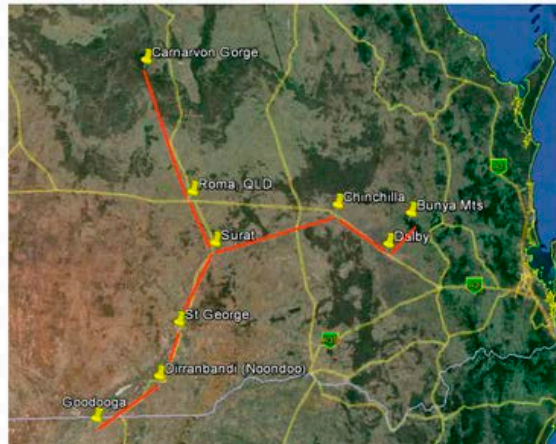 Carnarvon Gorge
Roma, QLD
Chinchilla
Bunya Mts
Surat
Dalby
St George
Dirranbandi (Noondoo)
Goodooga